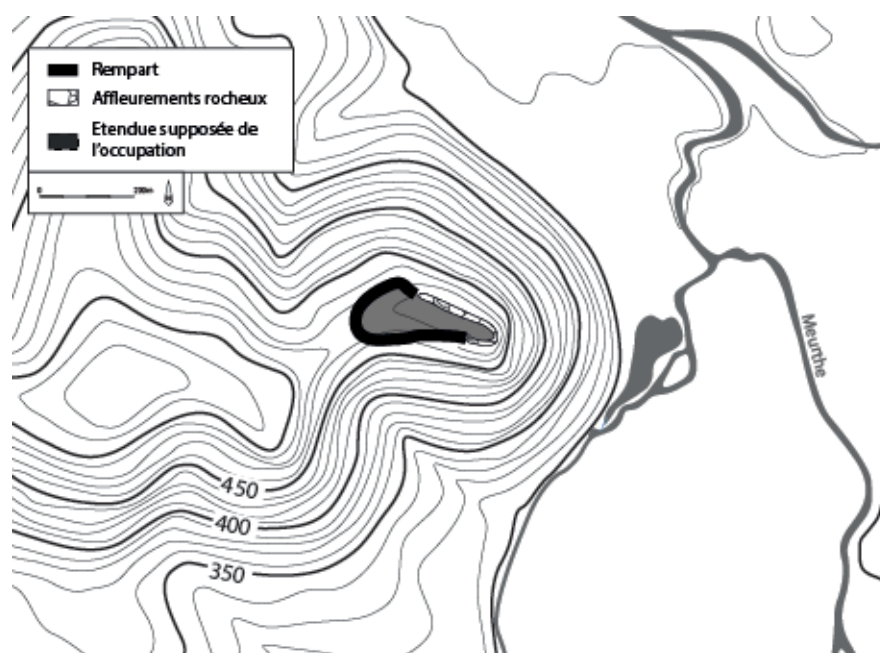 Rempart
Affleurements rocheux
Etendue supposée de
l'occupation
0 200m
Meurthe
450
400
350